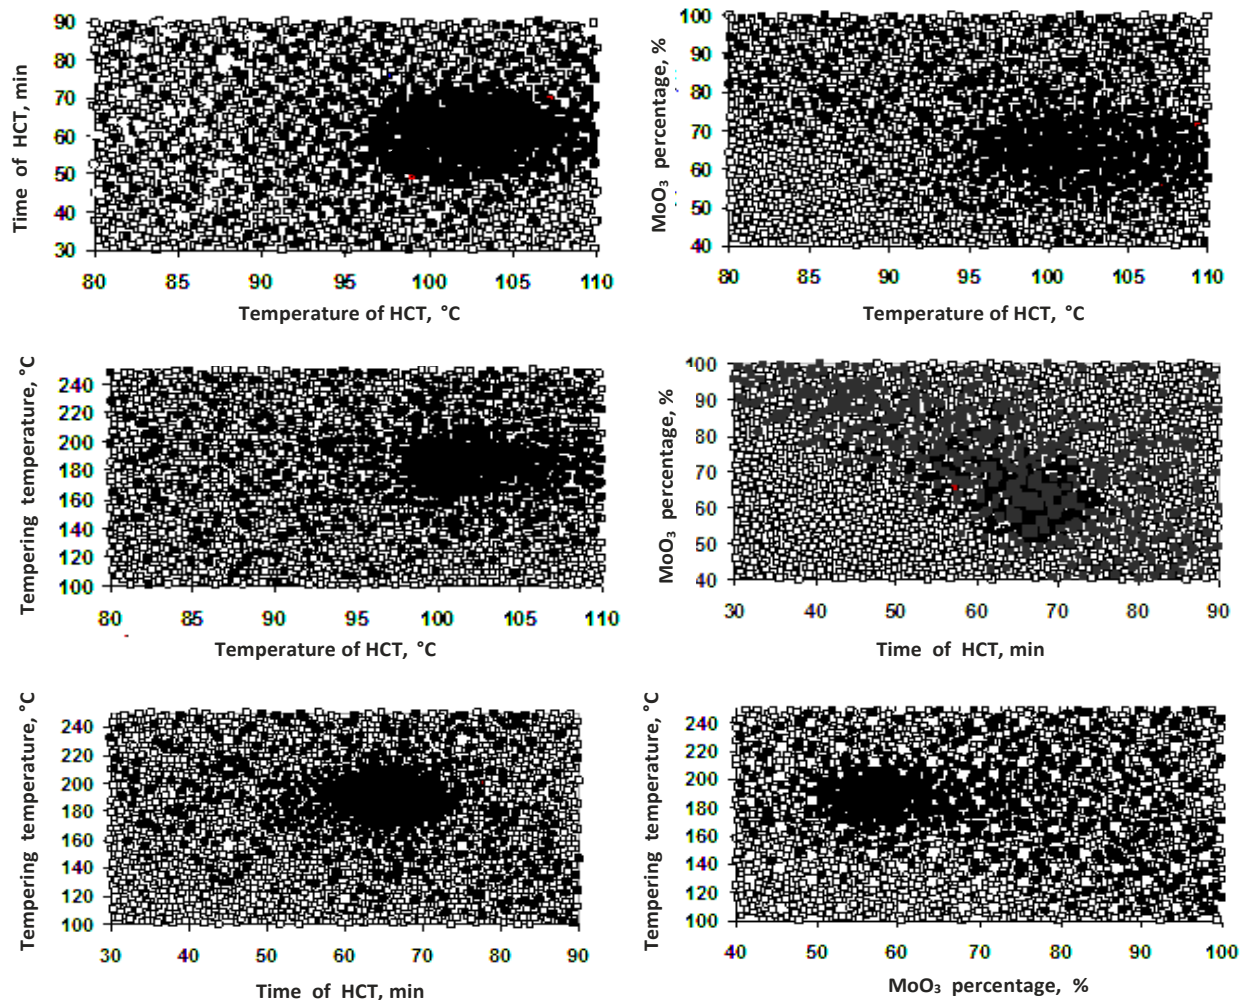 90
80
70
60
50
40
30
Time of HCT, min
80 85 90 95 100 105 110
Temperature of HCT, °C
100
90
80
70
60
50
40
MoO₃ percentage, %
80 85 90 95 100 105 110
Temperature of HCT, °C
240
220
200
180
160
140
120
100
Tempering temperature, °C
80 85 90 95 100 105 110
Temperature of HCT, °C
100
90
80
70
60
50
40
MoO₃ percentage, %
30 40 50 60 70 80 90
Time of HCT, min
240
220
200
180
160
140
120
100
Tempering temperature, °C
30 40 50 60 70 80 90
Time of HCT, min
240
220
200
180
160
140
120
100
Tempering temperature, °C
40 50 60 70 80 90 100
MoO₃ percentage, %